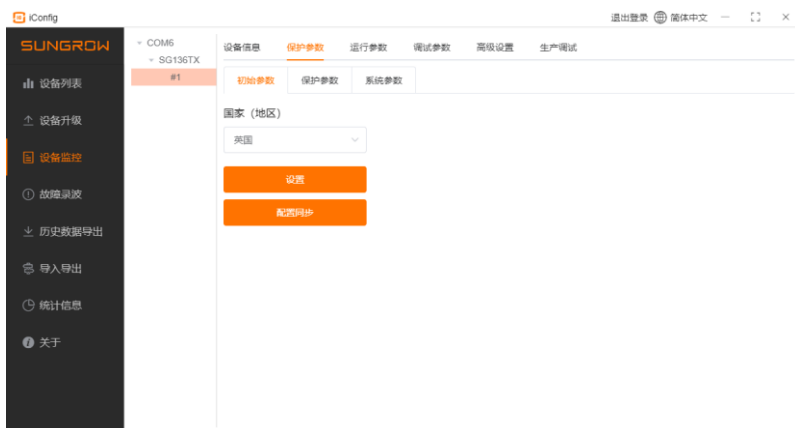 iConfig
退出登录 简体中文
SUNGROW
设备列表
设备升级
设备监控
故障录波
历史数据导出
导入导出
统计信息
关于
COM6
SG136TX
#1
设备信息 保护参数 运行参数 调试参数 高级设置 生产调试
初始参数 保护参数 系统参数
国家（地区）
英国
设置
配置同步